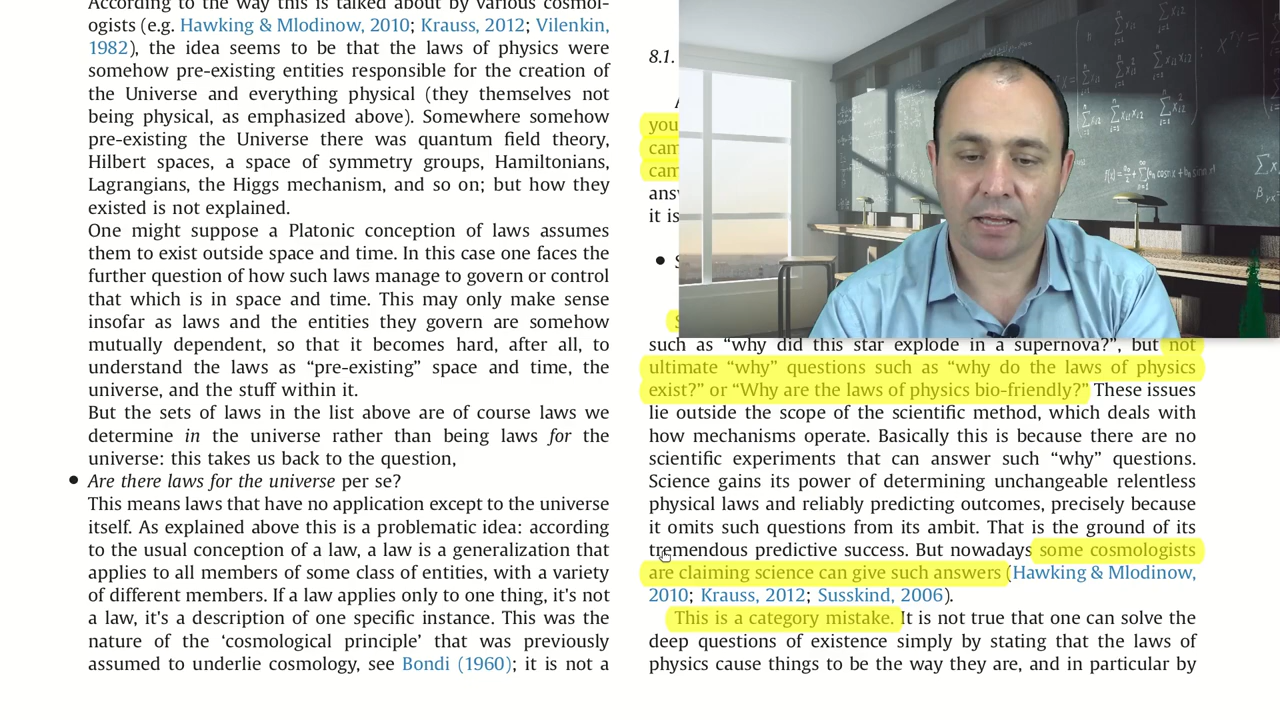 According to the way this is talked about by various cosmol-
ogists (e.g. Hawking & Mlodinow, 2010; Krauss, 2012; Vilenkin,
1982), the idea seems to be that the laws of physics were
somehow pre-existing entities responsible for the creation of
the Universe and everything physical (they themselves not
being physical, as emphasized above). Somewhere somehow
pre-existing the Universe there was quantum field theory,
Hilbert spaces, a space of symmetry groups, Hamiltonians,
Lagrangians, the Higgs mechanism, and so on; but how they
existed is not explained.
One might suppose a Platonic conception of laws assumes
them to exist outside space and time. In this case one faces the
further question of how such laws manage to govern or control
that which is in space and time. This may only make sense
insofar as laws and the entities they govern are somehow
mutually dependent, so that it becomes hard, after all, to
understand the laws as "pre-existing" space and time, the
universe, and the stuff within it.
But the sets of laws in the list above are of course laws we
determine in the universe rather than being laws for the
universe: this takes us back to the question,
● Are there laws for the universe per se?
This means laws that have no application except to the universe
itself. As explained above this is a problematic idea: according
to the usual conception of a law, a law is a generalization that
applies to all members of some class of entities, with a variety
of different members. If a law applies only to one thing, it's not
a law, it's a description of one specific instance. This was the
nature of the 'cosmological principle' that was previously
assumed to underlie cosmology, see Bondi (1960); it is not a
8.1.
you
cam
cam
ans
it is
●
such as "why did this star explode in a supernova?", but not
ultimate "why" questions such as "why do the laws of physics
exist?" or "Why are the laws of physics bio-friendly?" These issues
lie outside the scope of the scientific method, which deals with
how mechanisms operate. Basically this is because there are no
scientific experiments that can answer such "why" questions.
Science gains its power of determining unchangeable relentless
physical laws and reliably predicting outcomes, precisely because
it omits such questions from its ambit. That is the ground of its
tremendous predictive success. But nowadays some cosmologists
are claiming science can give such answers (Hawking & Mlodinow,
2010; Krauss, 2012; Susskind, 2006).
This is a category mistake. It is not true that one can solve the
deep questions of existence simply by stating that the laws of
physics cause things to be the way they are, and in particular by